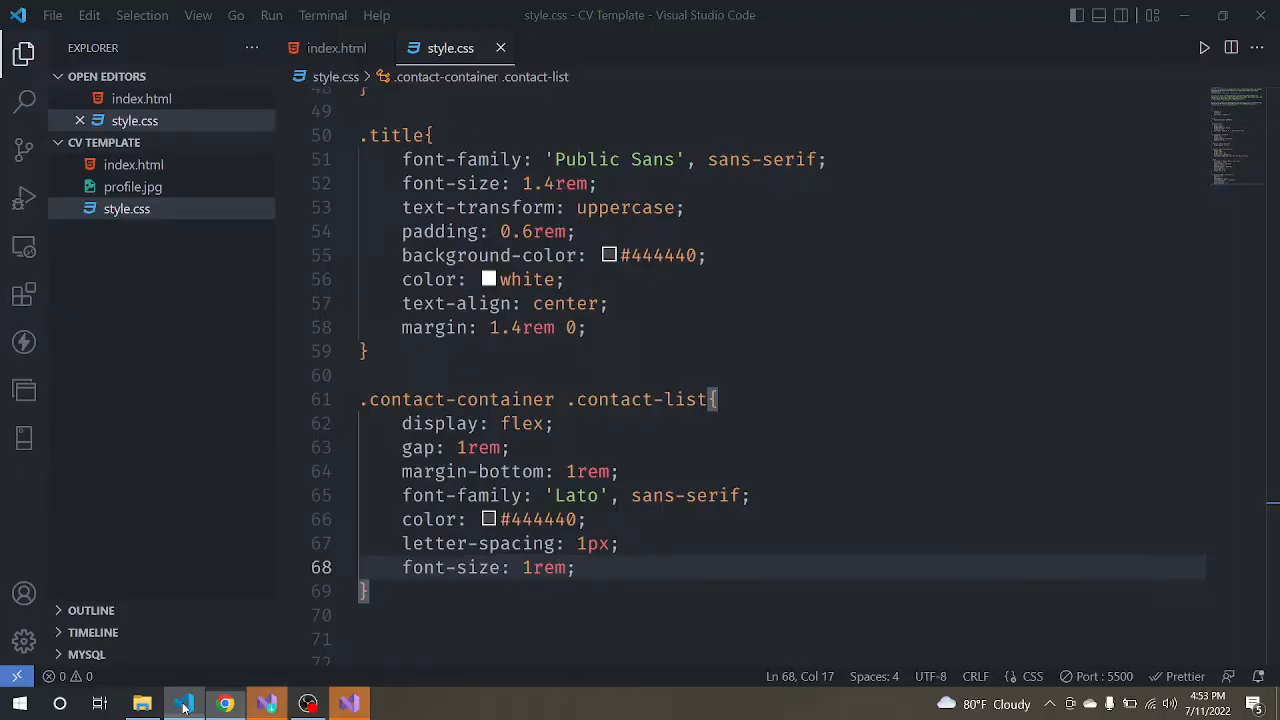 File Edit Selection View Go Run Terminal Help style.css - CV Template - Visual Studio Code
EXPLORER
index.html
style.css
OPEN EDITORS
style.css > .contact-container .contact-list
index.html
style.css
CV TEMPLATE
index.html
profile.jpg
style.css
48 }
49
50 .title{
51 font-family: 'Public Sans', sans-serif;
52 font-size: 1.4rem;
53 text-transform: uppercase;
54 padding: 0.6rem;
55 background-color: #444440;
56 color: white;
57 text-align: center;
58 margin: 1.4rem 0;
59 }
60
61 .contact-container .contact-list{
62 display: flex;
63 gap: 1rem;
64 margin-bottom: 1rem;
65 font-family: 'Lato', sans-serif;
66 color: #444440;
67 letter-spacing: 1px;
68 font-size: 1rem;
69 }
70
71
72
OUTLINE
TIMELINE
MYSQL
0 0 Ln 68, Col 17 Spaces: 4 UTF-8 CRLF {} CSS Port : 5500 Prettier
80°F Cloudy
4:53 PM
7/11/2022
5